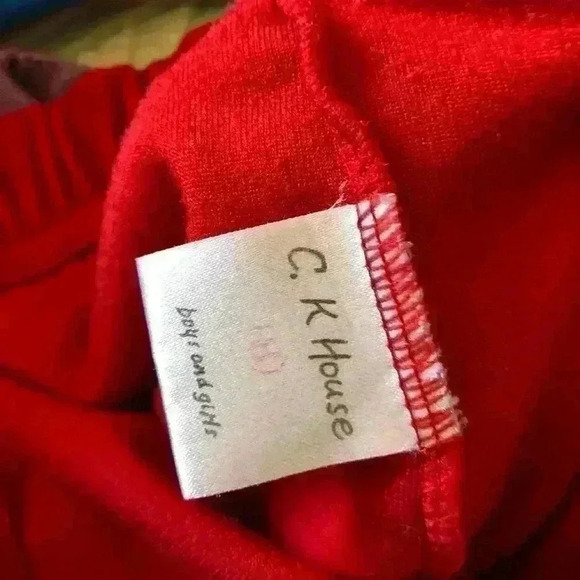 C. K House
boys and girls